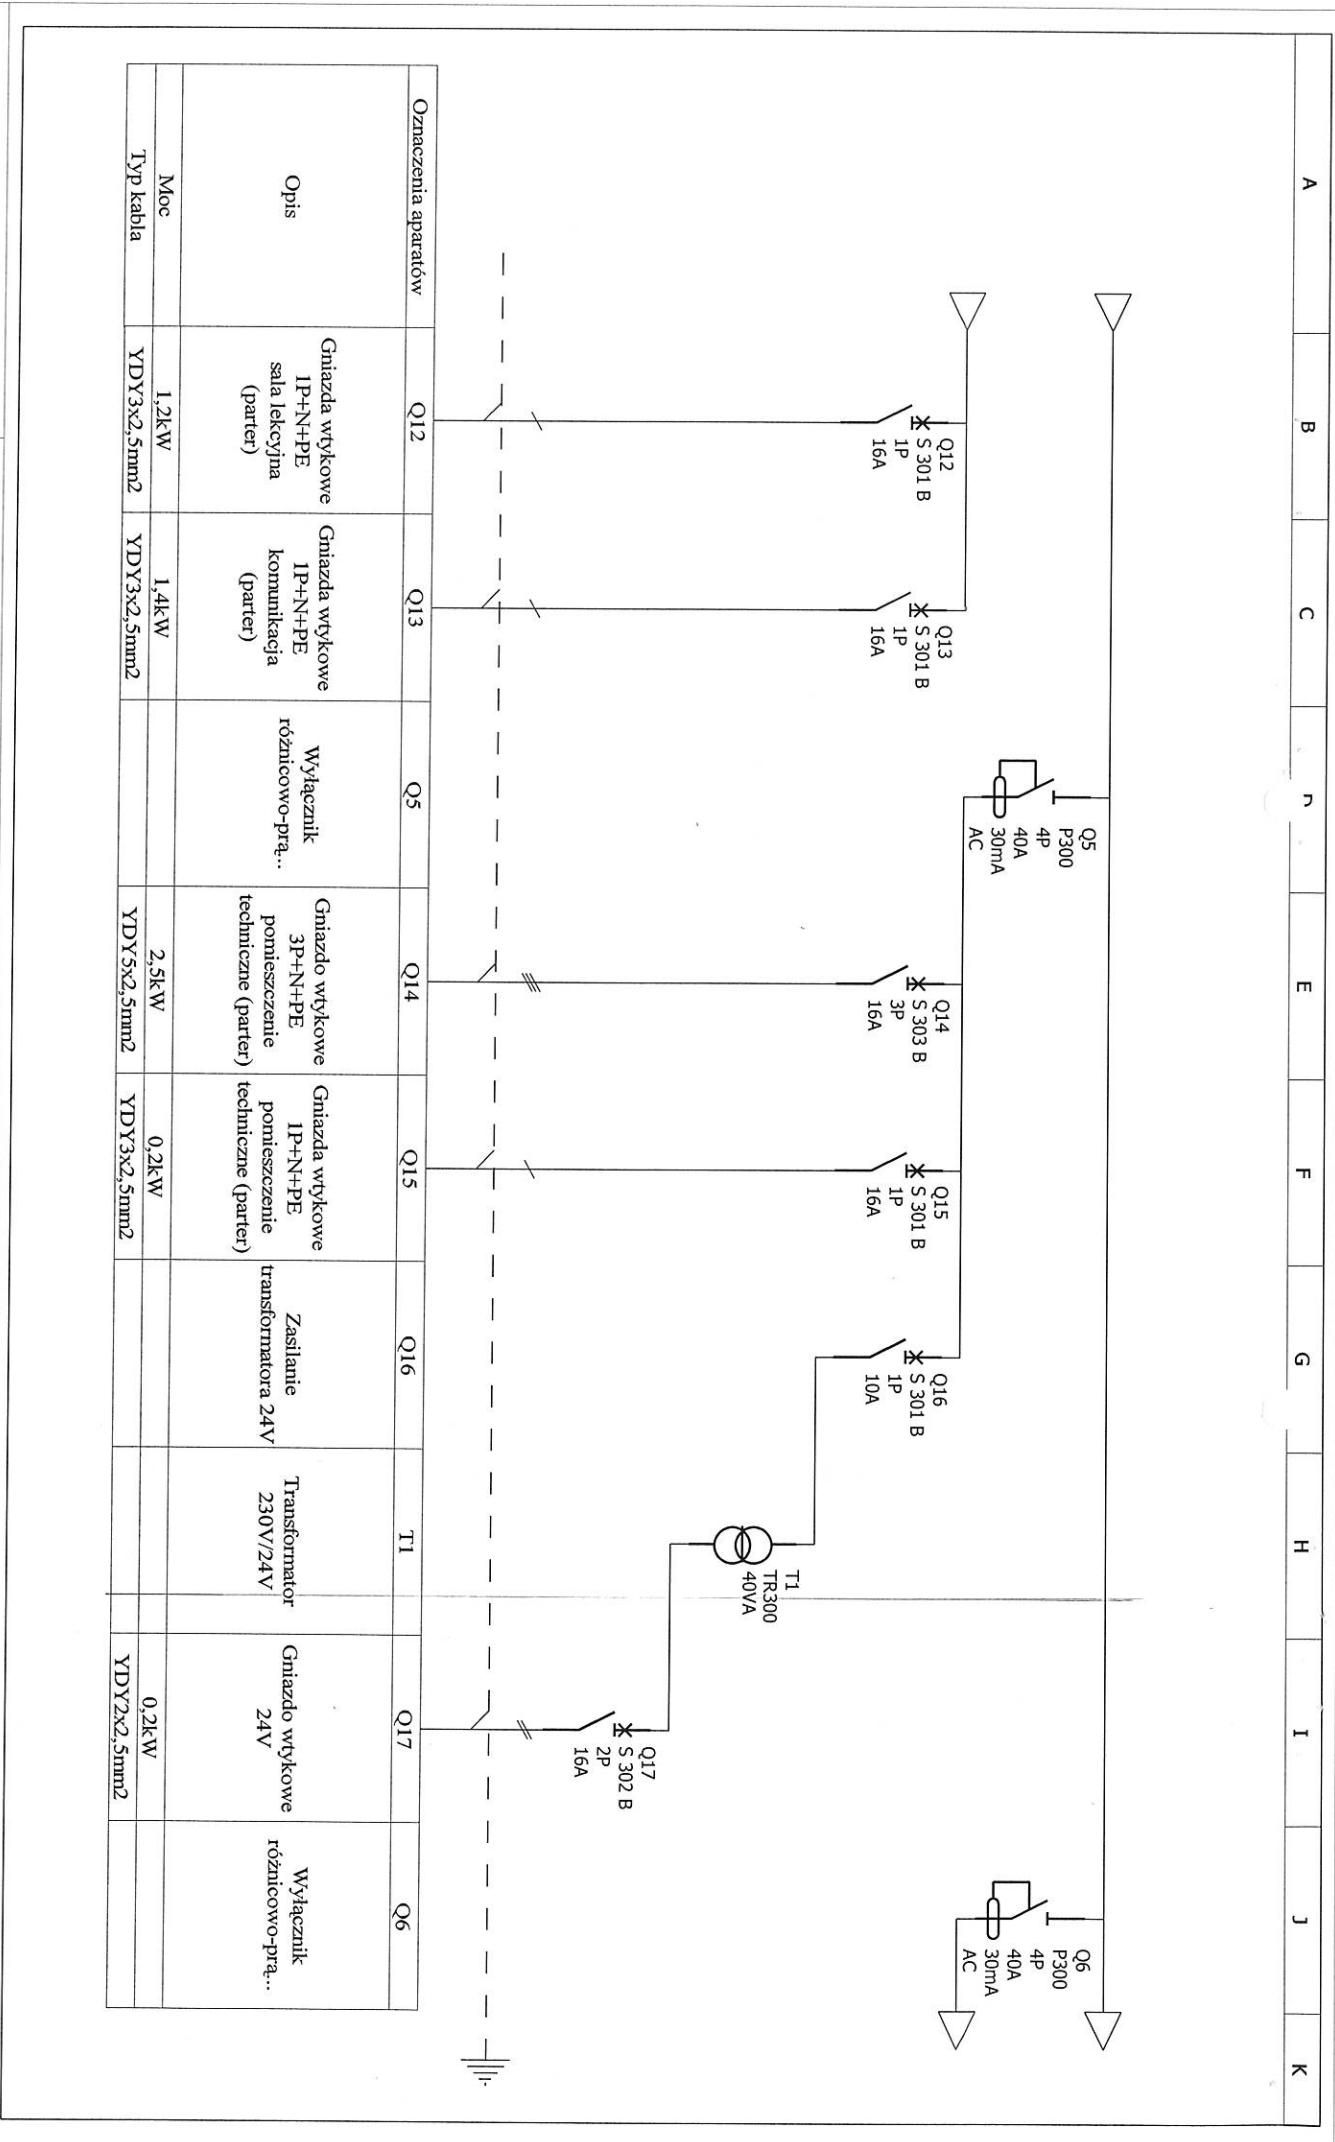 A
B
C
E
F
G
H
I
J
K
Q5
P300
4P
40A
30mA
AC
Q6
P300
4P
40A
30mA
AC
Q12
S 301 B
1P
16A
Q13
S 301 B
1P
16A
Q14
S 303 B
3P
16A
Q15
S 301 B
1P
16A
Q16
S 301 B
1P
10A
T1
TR300
40VA
Q17
S 302 B
2P
16A
Oznaczenia aparatów
Q12
Q13
Q5
Q14
Q15
Q16
T1
Q17
Q6
Opis
Gniazda wtykowe
1P+N+PE
sala lekcyjna
(parter)
Gniazda wtykowe
1P+N+PE
komunikacja
(parter)
Wyłącznik
różnicowo-prą...
Gniazdo wtykowe
3P+N+PE
pomieszczenie
techniczne (parter)
Gniazda wtykowe
1P+N+PE
pomieszczenie
techniczne (parter)
Zasilanie
transformatora 24V
Transformator
230V/24V
Gniazdo wtykowe
24V
Wyłącznik
różnicowo-prą...
Moc
1,2kW
1,4kW
2,5kW
0,2kW
0,2kW
Typ kabla
YDY3x2,5mm2
YDY3x2,5mm2
YDY5x2,5mm2
YDY3x2,5mm2
YDY2x2,5mm2